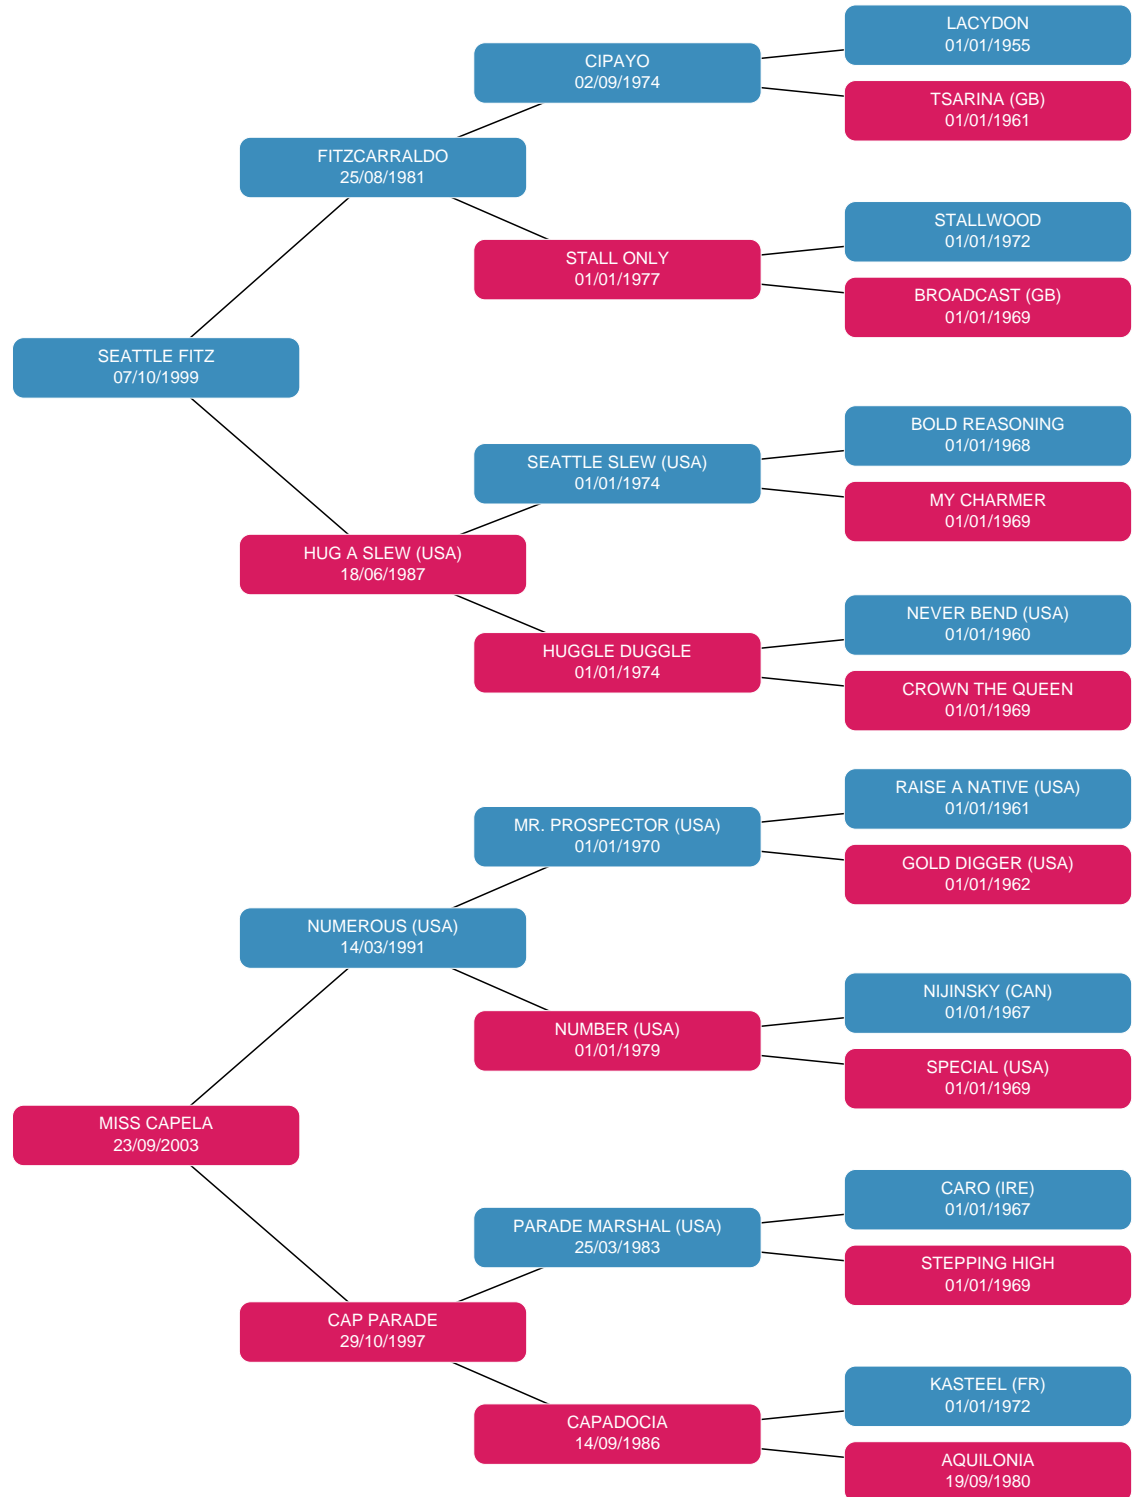 LACYDON
01/01/1955
CIPAYO
02/09/1974
TSARINA (GB)
01/01/1961
FITZCARRALDO
25/08/1981
STALLWOOD
01/01/1972
STALL ONLY
01/01/1977
BROADCAST (GB)
01/01/1969
SEATTLE FITZ
07/10/1999
BOLD REASONING
01/01/1968
SEATTLE SLEW (USA)
01/01/1974
MY CHARMER
01/01/1969
HUG A SLEW (USA)
18/06/1987
NEVER BEND (USA)
01/01/1960
HUGGLE DUGGLE
01/01/1974
CROWN THE QUEEN
01/01/1969
RAISE A NATIVE (USA)
01/01/1961
MR. PROSPECTOR (USA)
01/01/1970
GOLD DIGGER (USA)
01/01/1962
NUMEROUS (USA)
14/03/1991
NIJINSKY (CAN)
01/01/1967
NUMBER (USA)
01/01/1979
SPECIAL (USA)
01/01/1969
MISS CAPELA
23/09/2003
CARO (IRE)
01/01/1967
PARADE MARSHAL (USA)
25/03/1983
STEPPING HIGH
01/01/1969
CAP PARADE
29/10/1997
KASTEEL (FR)
01/01/1972
CAPADOCIA
14/09/1986
AQUILONIA
19/09/1980